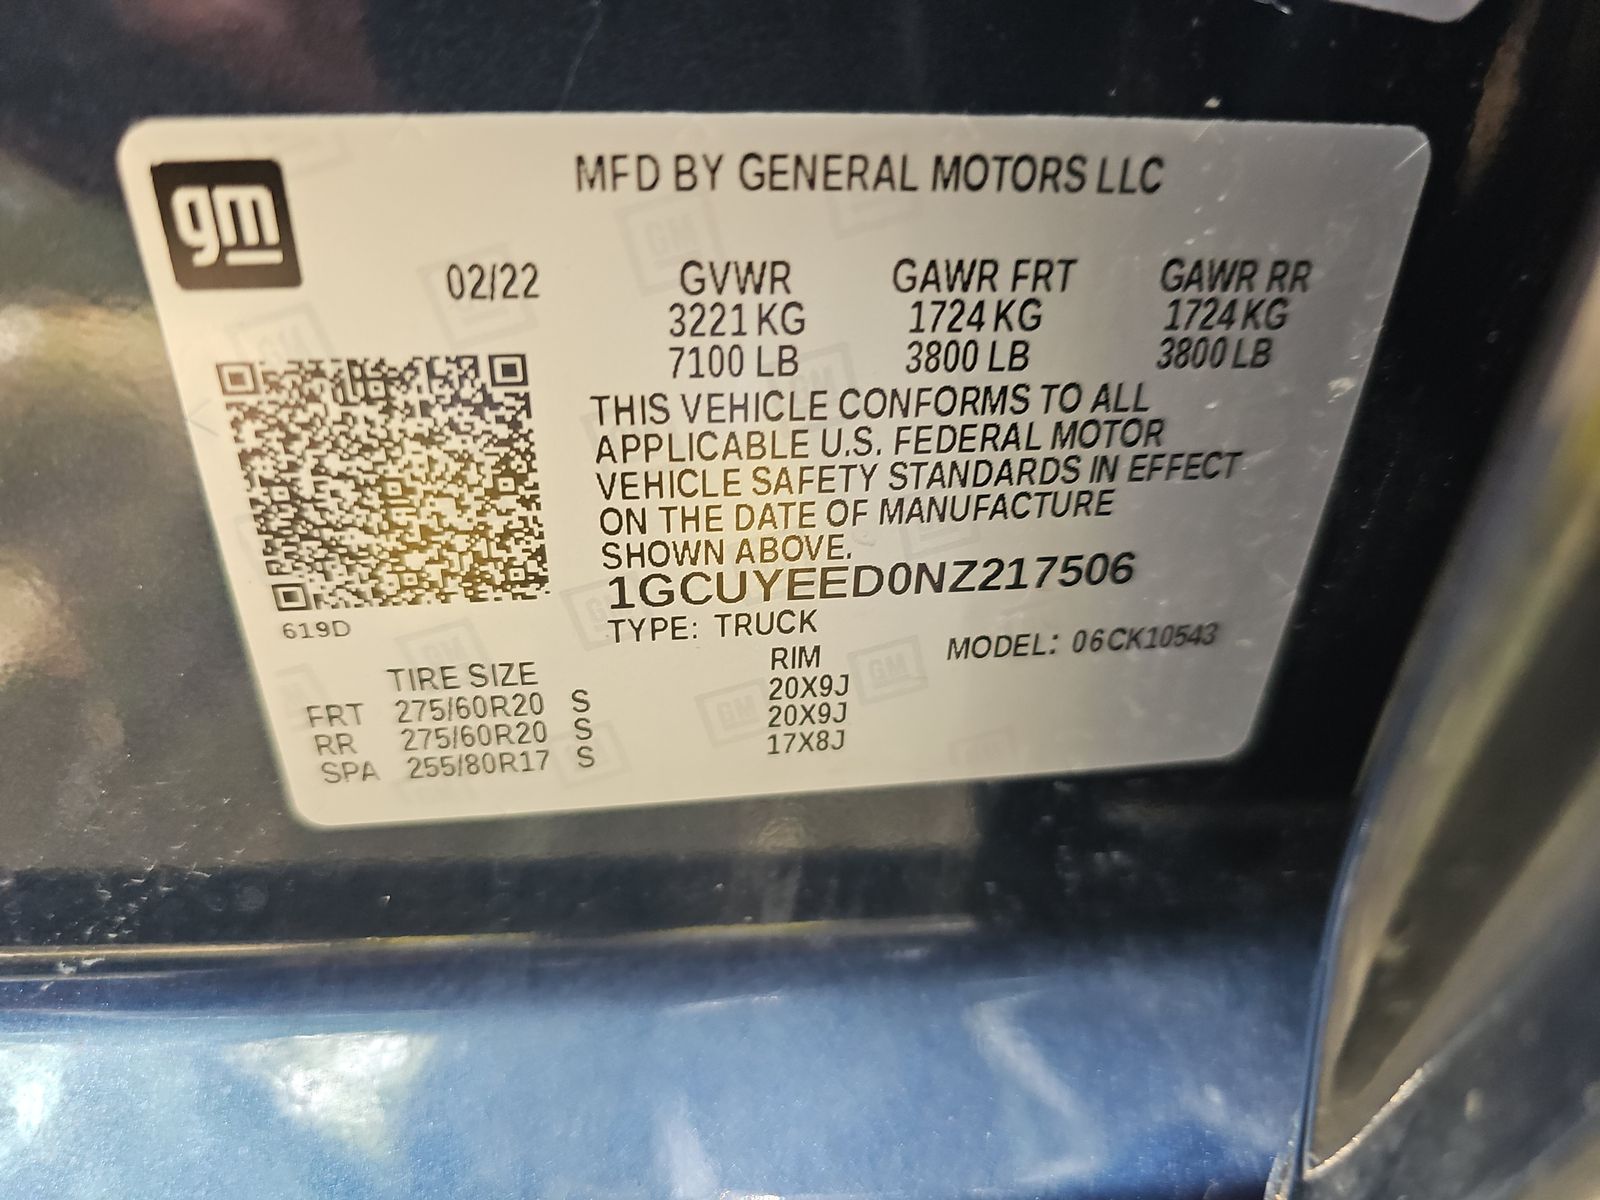 gm
MFD BY GENERAL MOTORS LLC
02/22 GVWR GAWR FRT GAWR RR
3221 KG 1724 KG 1724 KG
7100 LB 3800 LB 3800 LB
THIS VEHICLE CONFORMS TO ALL
APPLICABLE U.S. FEDERAL MOTOR
VEHICLE SAFETY STANDARDS IN EFFECT
ON THE DATE OF MANUFACTURE
SHOWN ABOVE.
1GCUYEED0NZ217506
619D
TYPE: TRUCK
MODEL: 06CK10543
TIRE SIZE RIM
FRT 275/60R20 S 20X9J
RR 275/60R20 S 20X9J
SPA 255/80R17 S 17X8J